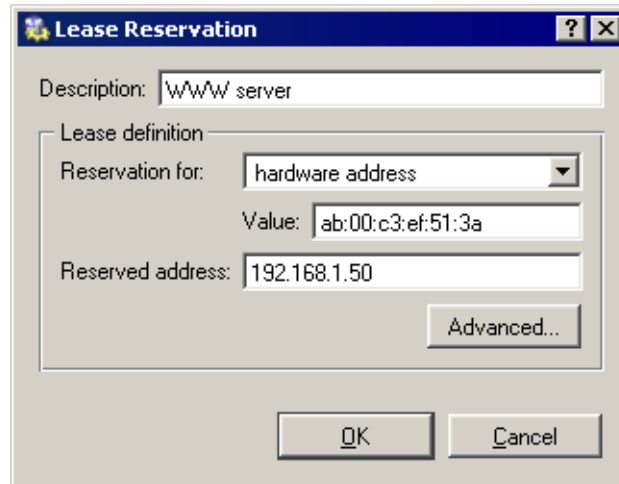 Lease Reservation
Description: WWW server
Lease definition
Reservation for: hardware address
Value: ab:00:c3:ef:51:3a
Reserved address: 192.168.1.50
Advanced...
OK Cancel